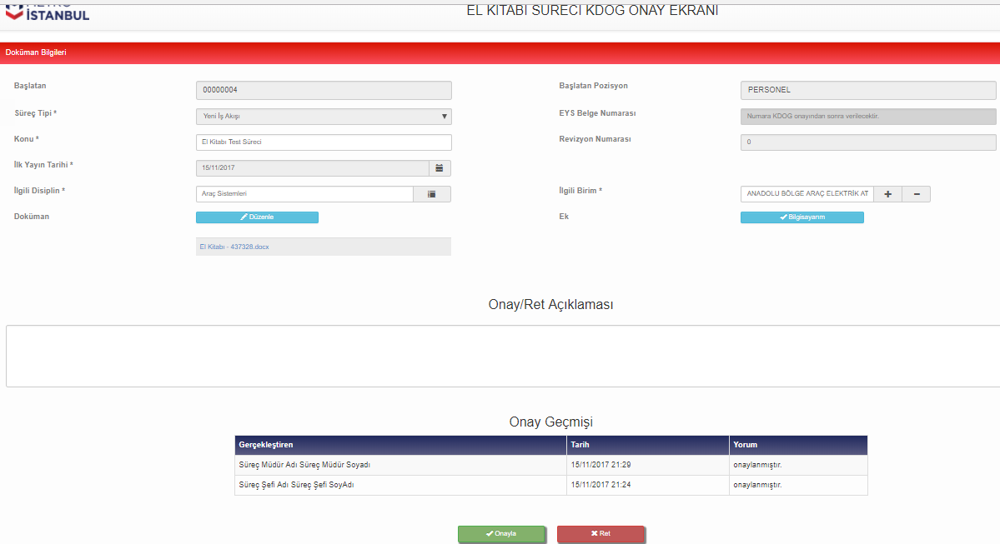 İSTANBUL
EL KITABI SÜRECI KDOG ONAY EKRANI
Doküman Bilgileri
Başlatan
00000004
Başlatan Pozisyon
PERSONEL
Süreç Tipi *
Yeni İş Akışı
EYS Belge Numarası
Numara KDOG onayından sonra verilecektir.
Konu *
El Kitabı Test Süreci
Revizyon Numarası
0
İlk Yayın Tarihi *
15/11/2017
İlgili Disiplin *
Araç Sistemleri
İlgili Birim *
ANADOLU BÖLGE ARAÇ ELEKTRİK AT
Doküman
Düzenle
Ek
Bilgisayarım
El Kitabı - 437328.docx
Onay/Ret Açıklaması
Onay Geçmişi
Gerçekleştiren Tarih Yorum
Süreç Müdür Adı Süreç Müdür Soyadı 15/11/2017 21:29 onaylanmıştır.
Süreç Şefi Adı Süreç Şefi SoyAdı 15/11/2017 21:24 onaylanmıştır.
Onayla
Ret